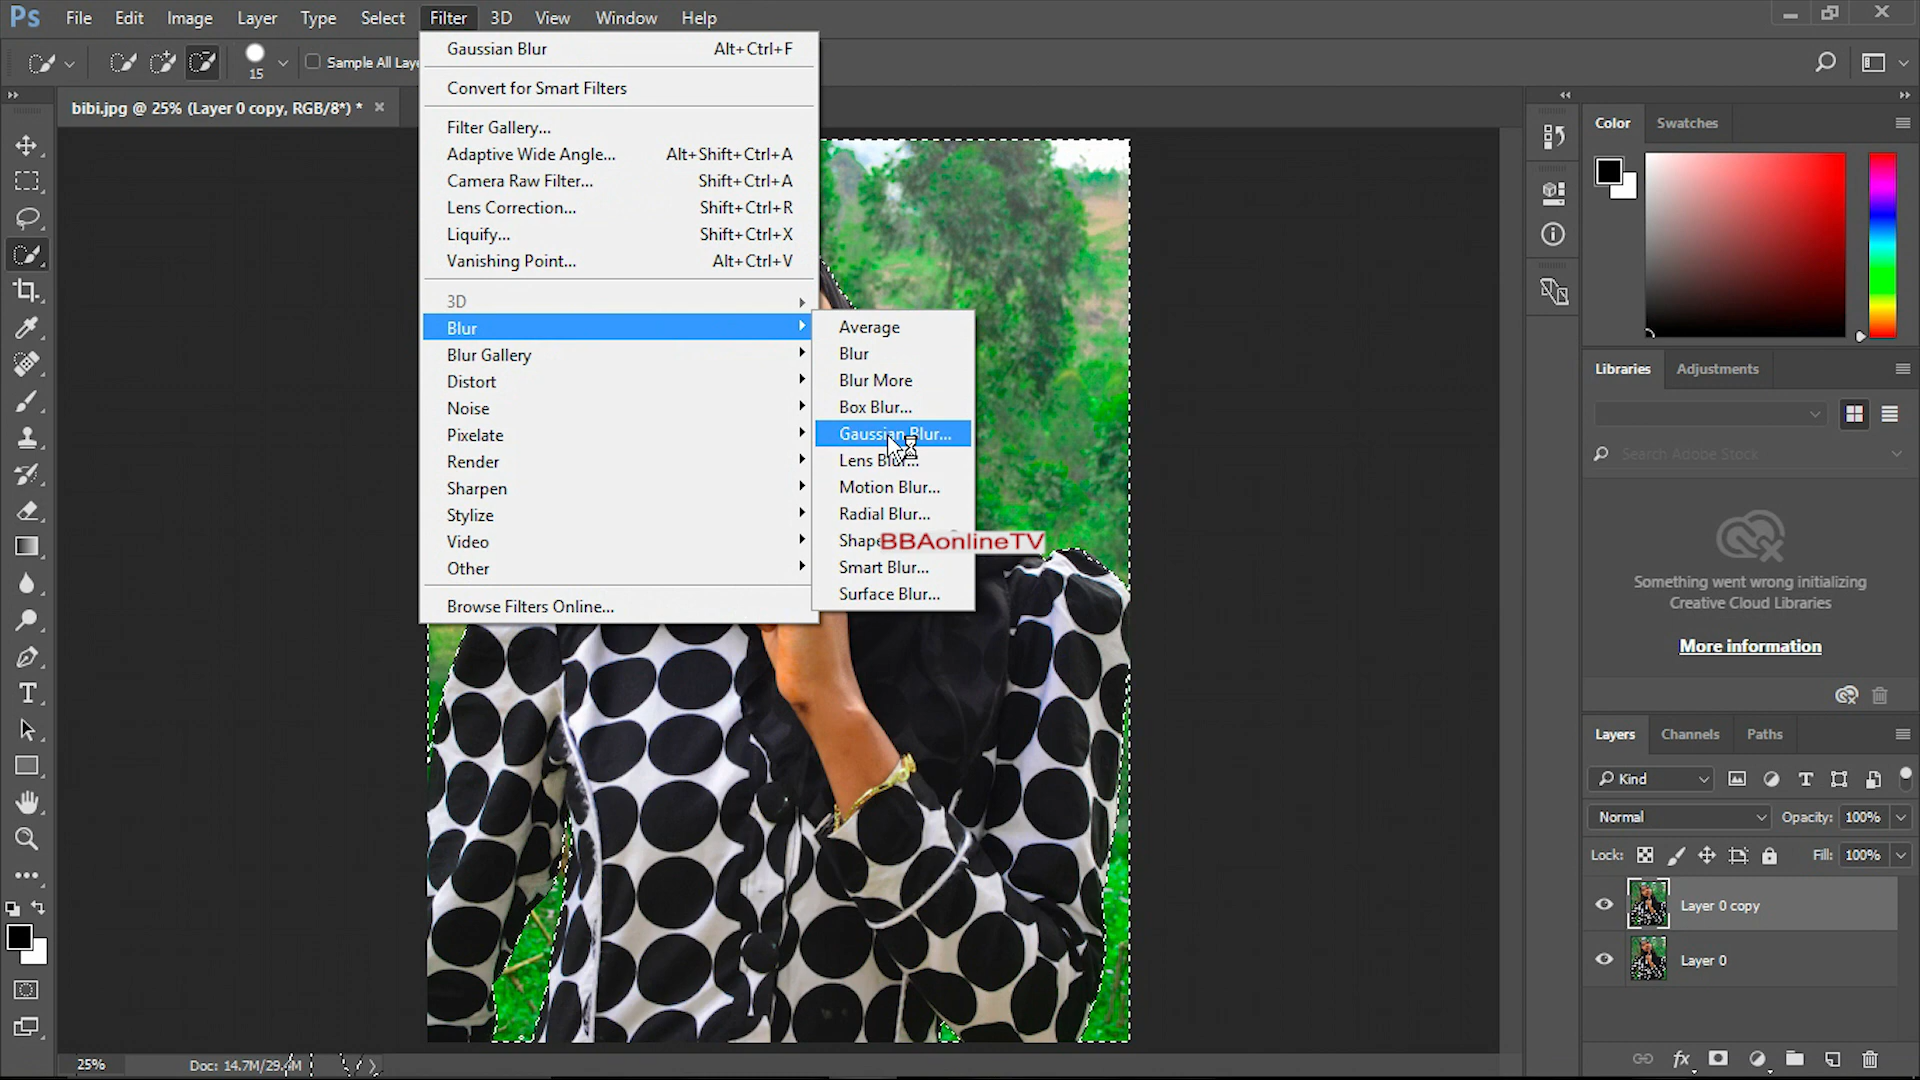 Ps File Edit Image Layer Type Select Filter 3D View Window Help
15 Sample All
bibi.jpg @ 25% (Layer 0 copy, RGB/8*) *
Gaussian Blur Alt+Ctrl+F
Convert for Smart Filters
Filter Gallery...
Adaptive Wide Angle... Alt+Shift+Ctrl+A
Camera Raw Filter... Shift+Ctrl+A
Lens Correction... Shift+Ctrl+R
Liquify... Shift+Ctrl+X
Vanishing Point... Alt+Ctrl+V
3D
Blur
Blur Gallery
Distort
Noise
Pixelate
Render
Sharpen
Stylize
Video
Other
Browse Filters Online...
Average
Blur
Blur More
Box Blur...
Gaussian Blur...
Lens Blur...
Motion Blur...
Radial Blur...
Shape
BBAonlineTV
Smart Blur...
Surface Blur...
Color Swatches
Libraries Adjustments
Search Adobe Stock
Something went wrong initializing
Creative Cloud Libraries
More information
Layers Channels Paths
Kind
Normal Opacity: 100%
Lock: Fill: 100%
Layer 0 copy
Layer 0
fx
25% Doc: 14.7M/29.4M